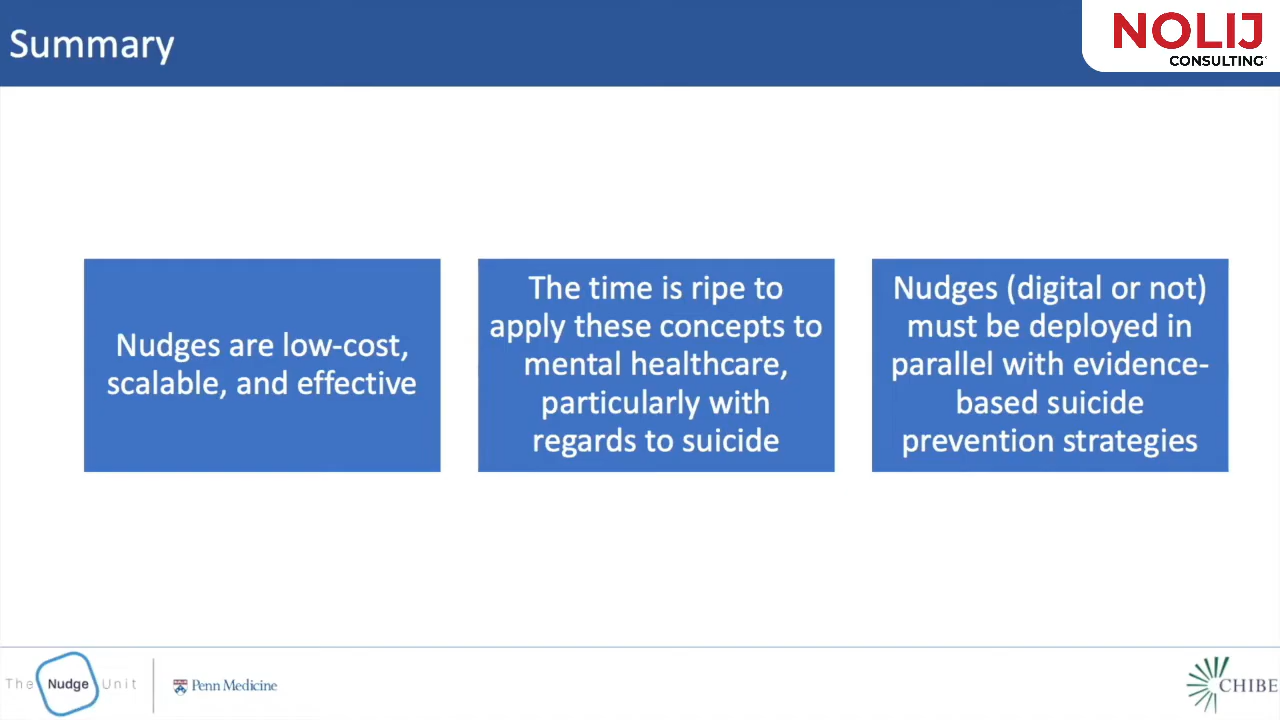 Summary
NOLIJ
CONSULTING
Nudges are low-cost,
scalable, and effective
The time is ripe to
apply these concepts to
mental healthcare,
particularly with
regards to suicide
Nudges (digital or not)
must be deployed in
parallel with evidence-
based suicide
prevention strategies
The Nudge Unit
Penn Medicine
CHIBE